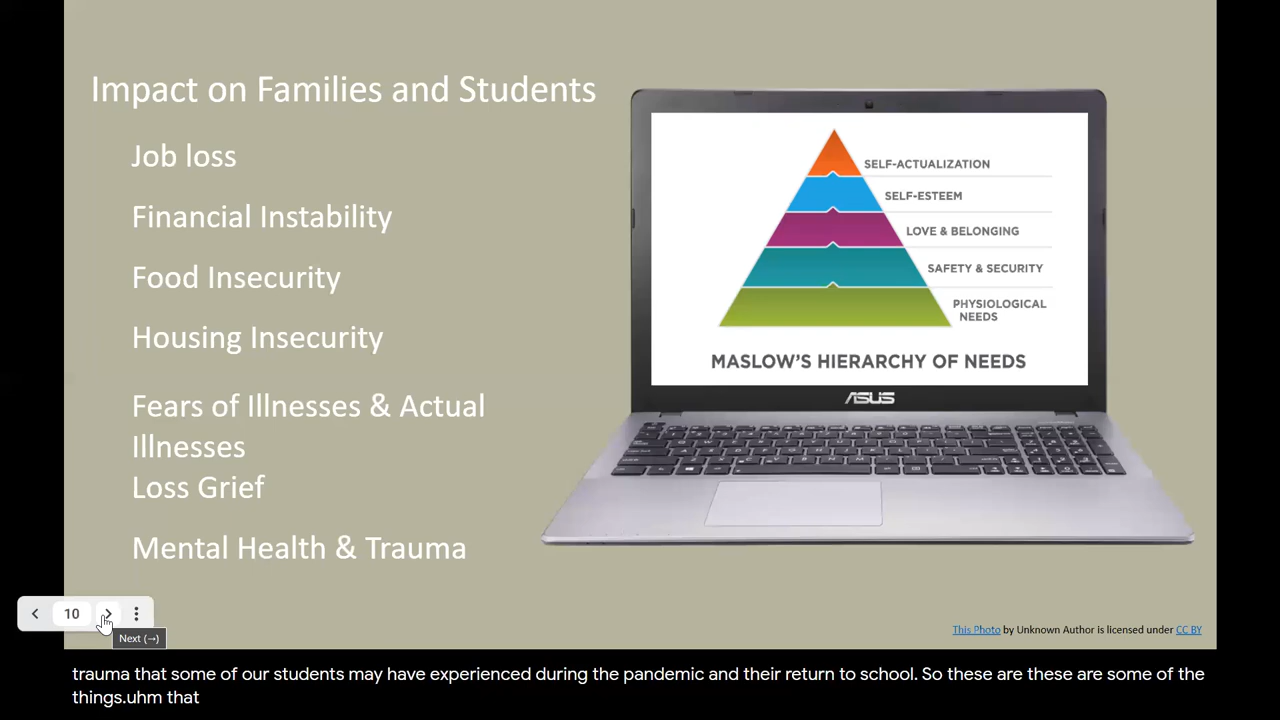 Impact on Families and Students
Job loss
Financial Instability
Food Insecurity
Housing Insecurity
Fears of Illnesses & Actual
Illnesses
Loss Grief
Mental Health & Trauma
SELF-ACTUALIZATION
SELF-ESTEEM
LOVE & BELONGING
SAFETY & SECURITY
PHYSIOLOGICAL
NEEDS
MASLOW'S HIERARCHY OF NEEDS
ASUS
10
Next (→)
This Photo by Unknown Author is licensed under CC BY
trauma that some of our students may have experienced during the pandemic and their return to school. So these are these are some of the
things.uhm that